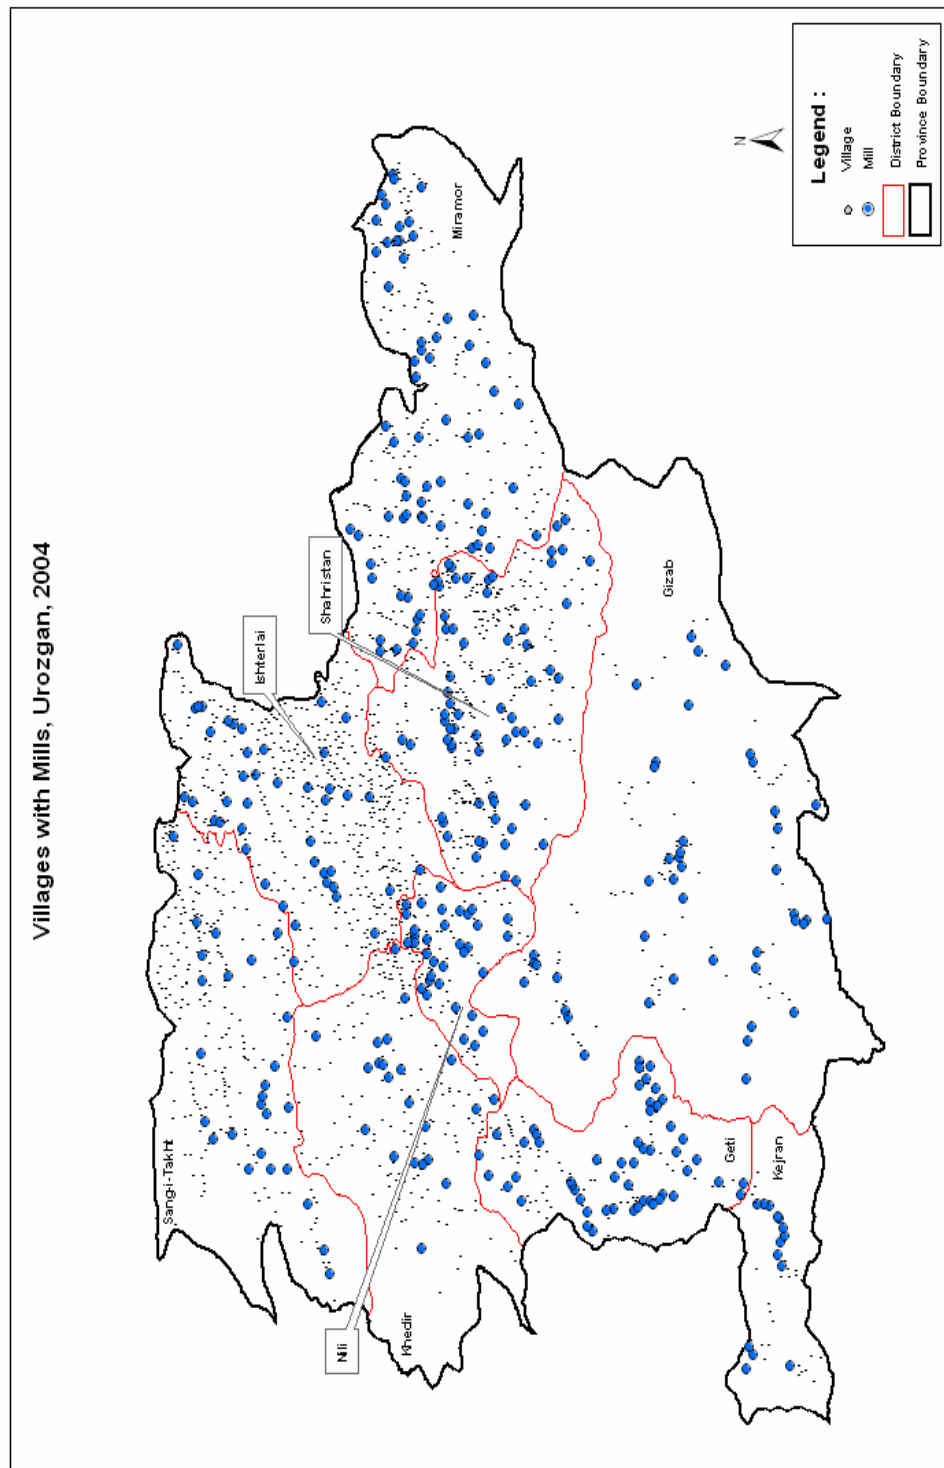 Villages with Mills, Urozgan, 2004
Sang-i-Takht
Ishterlai
Shahristan
Miramor
Nili
Khedir
Gizab
Geti
Kejran
N
Legend :
Village
Mill
District Boundary
Province Boundary